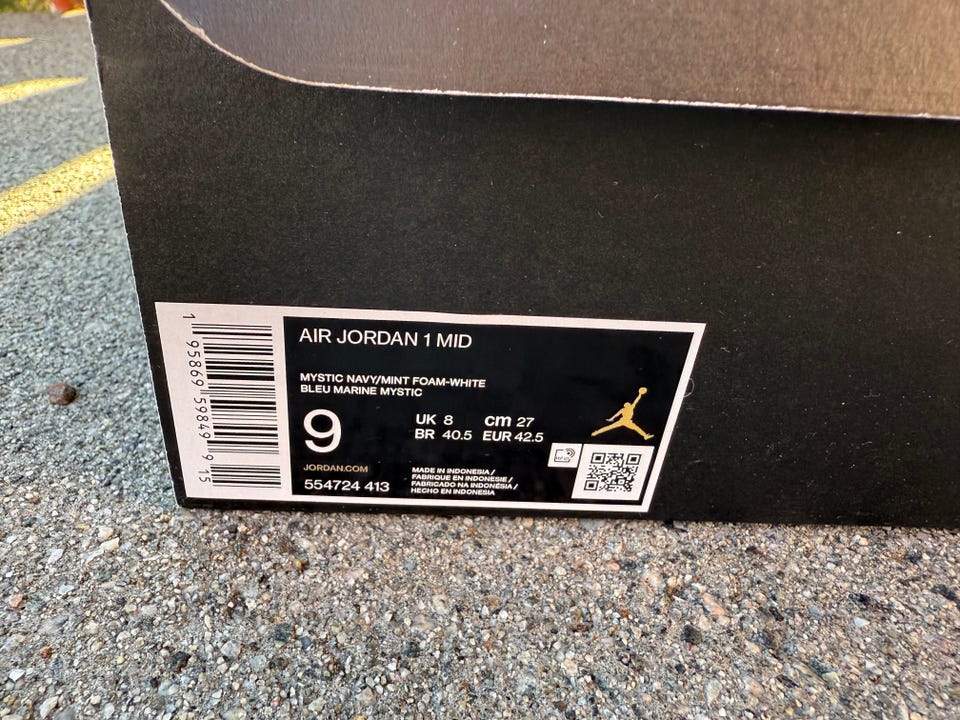 AIR JORDAN 1 MID
MYSTIC NAVY/MINT FOAM-WHITE
BLEU MARINE MYSTIC
9
UK 8 cm 27
BR 40.5 EUR 42.5
JORDAN.COM
554724 413
MADE IN INDONESIA /
FABRIQUE EN INDONESIE /
FABRICADO NA INDONÉSIA /
HECHO EN INDONESIA
1 95869 59849 9 15